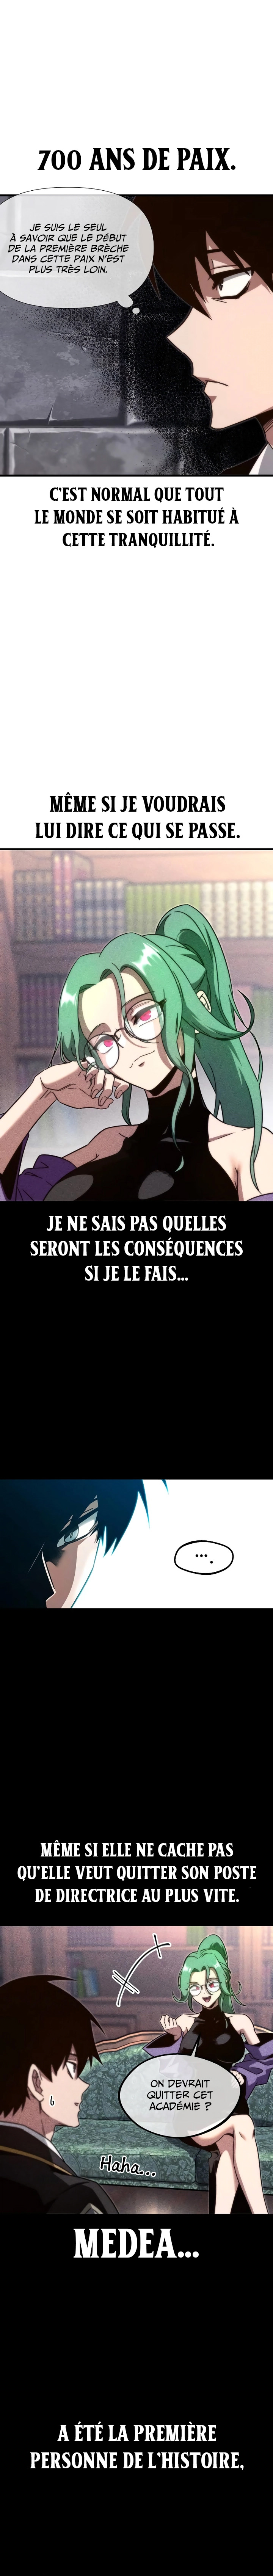 700 ANS DE PAIX.
JE SUIS LE SEUL
À SAVOIR QUE LE DÉBUT
DE LA PREMIÈRE BRÈCHE
DANS CETTE PAIX N'EST
PLUS TRÈS LOIN.
C'EST NORMAL QUE TOUT
LE MONDE SE SOIT HABITUÉ À
CETTE TRANQUILLITÉ.
MÊME SI JE VOUDRAIS
LUI DIRE CE QUI SE PASSE.
JE NE SAIS PAS QUELLES
SERONT LES CONSÉQUENCES
SI JE LE FAIS...
....
MÊME SI ELLE NE CACHE PAS
QU'ELLE VEUT QUITTER SON POSTE
DE DIRECTRICE AU PLUS VITE.
ON DEVRAIT
QUITTER CET
ACADÉMIE ?
Haha...
MEDEA...
A ÉTÉ LA PREMIÈRE
PERSONNE DE L'HISTOIRE,